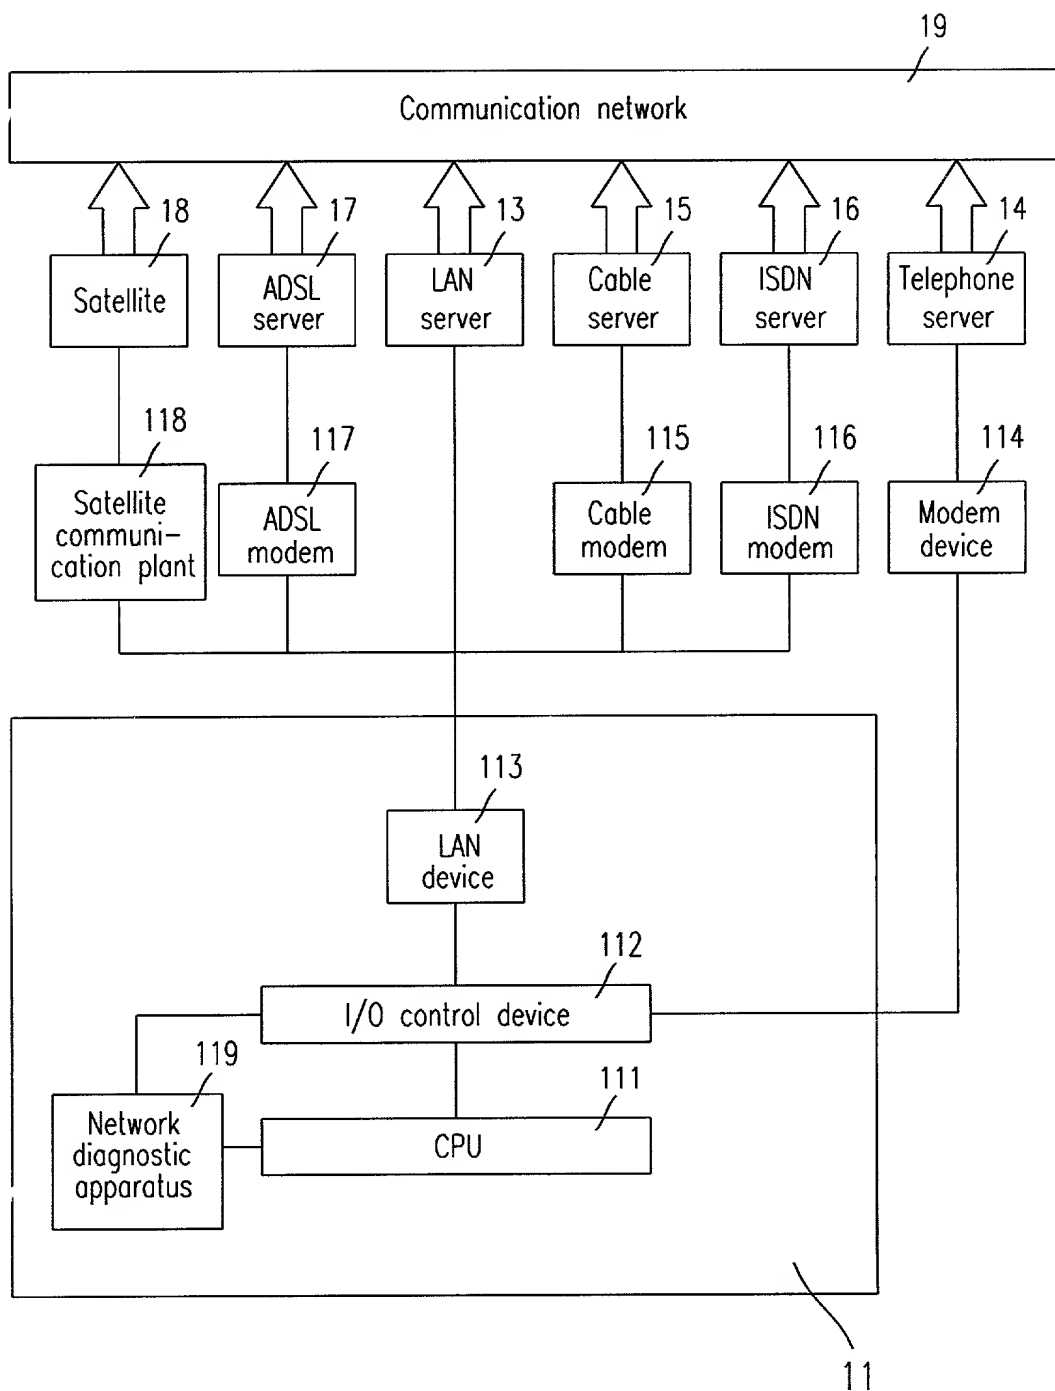 19
Communication network
18
17
13
15
16
14
Satellite
ADSL
server
LAN
server
Cable
server
ISDN
server
Telephone
server
118
117
115
116
114
Satellite
communi-
cation plant
ADSL
modem
Cable
modem
ISDN
modem
Modem
device
113
LAN
device
112
I/O control device
119
111
Network
diagnostic
apparatus
CPU
11